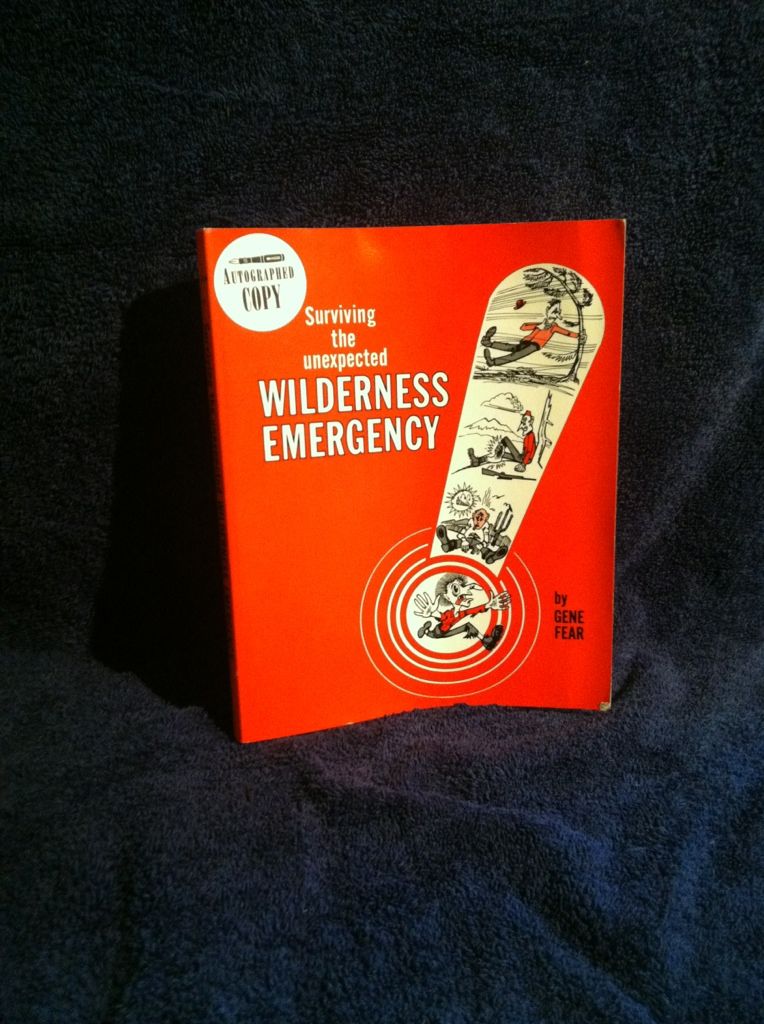 AUTOGRAPHED
COPY
Surviving
the
unexpected
WILDERNESS
EMERGENCY
by
GENE
FEAR